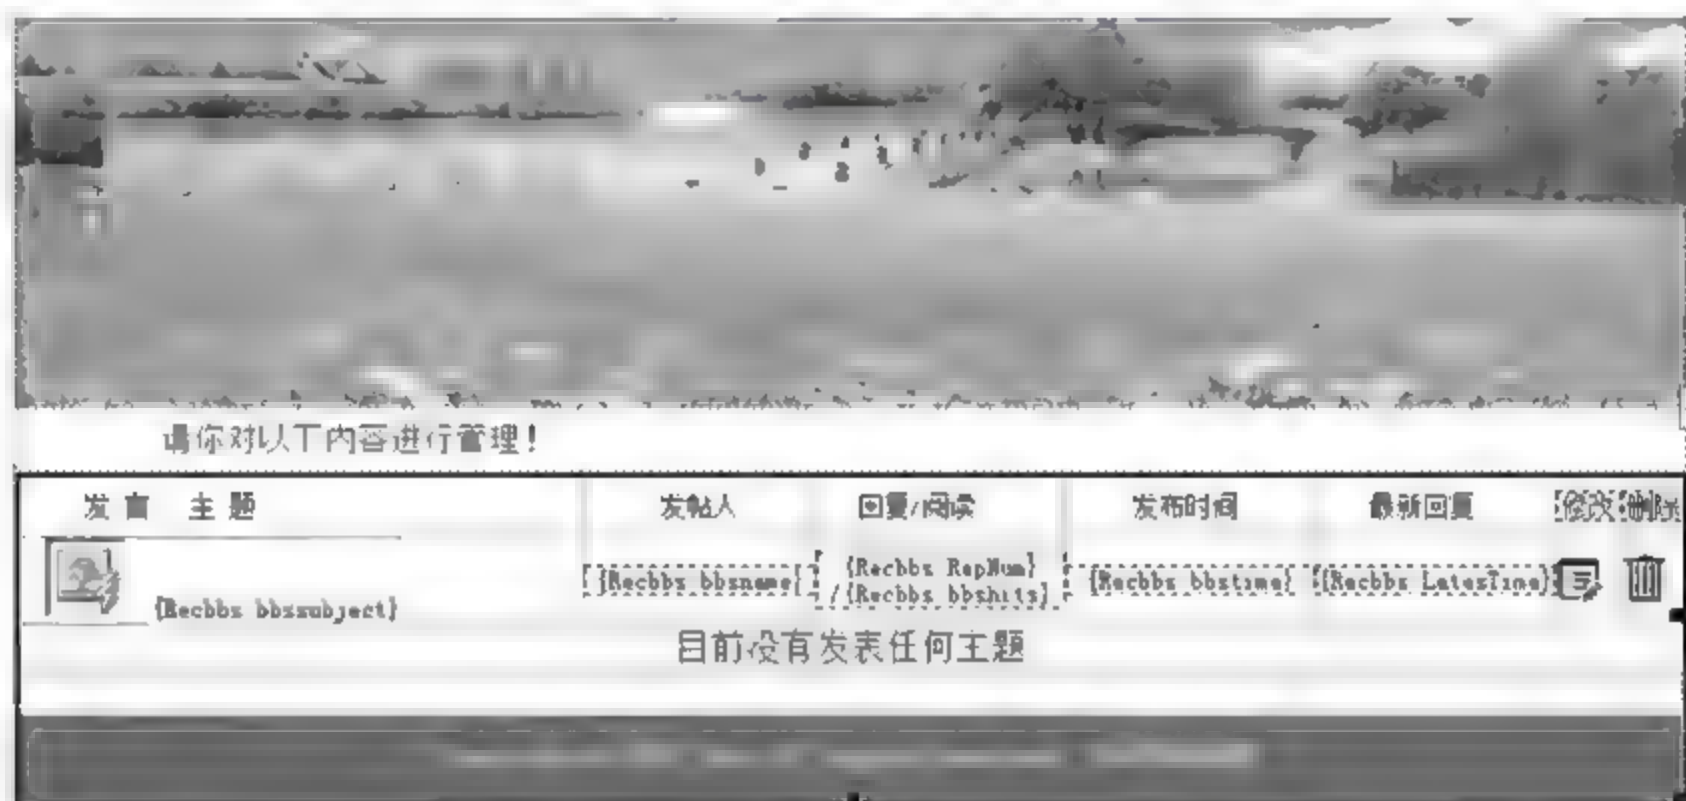 请你对以下内容进行管理！
发言 主题 发帖人 回复/阅读 发布时间 最新回复 修改 删除
{Recbbs bbsname} {Recbbs RepNum} {Recbbs bbstime} {Recbbs LatesTime}
{Recbbs bbssubject} /{Recbbs bbshits}
目前没有发表任何主题